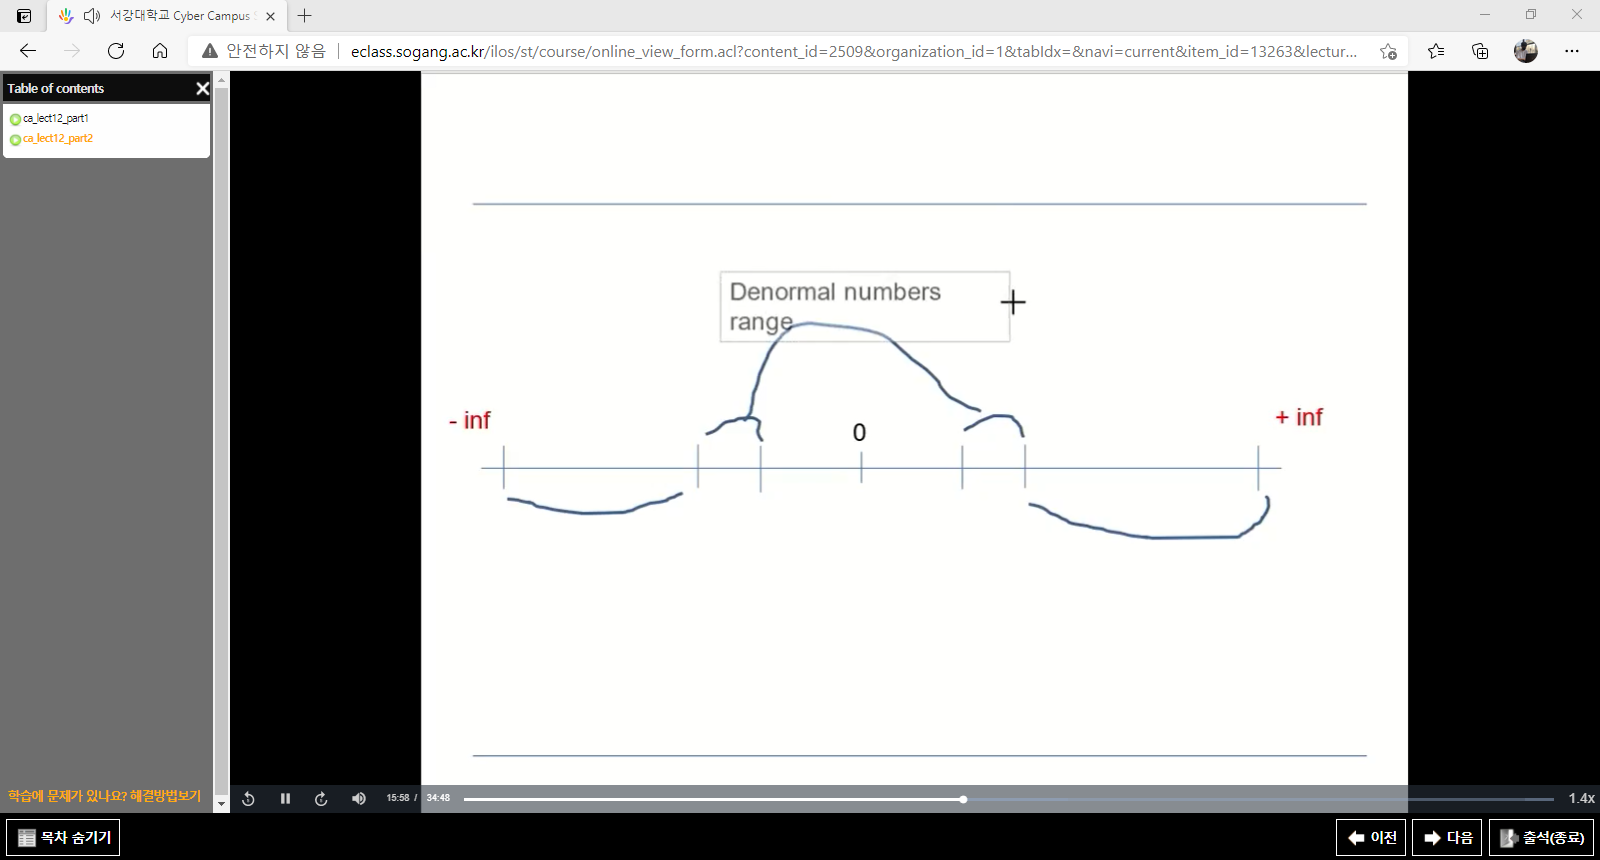 서강대학교 Cyber Campus
안전하지 않음
eclass.sogang.ac.kr/ilos/st/course/online_view_form.acl?content_id=2509&organization_id=1&tabIdx=&navi=current&item_id=13263&lectur...
Table of contents
ca_lect12_part1
ca_lect12_part2
Denormal numbers
range
- inf
0
+ inf
학습에 문제가 있나요? 해결방법보기
15:58 / 34:48
1.4x
목차 숨기기
이전
다음
출석(종료)